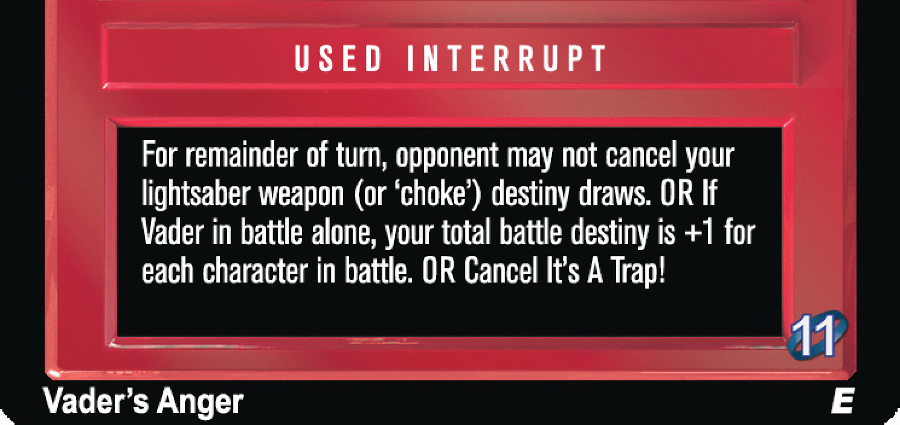 USED INTERRUPT
For remainder of turn, opponent may not cancel your
lightsaber weapon (or ‘choke’) destiny draws. OR If
Vader in battle alone, your total battle destiny is +1 for
each character in battle. OR Cancel It’s A Trap!
11
Vader’s Anger E